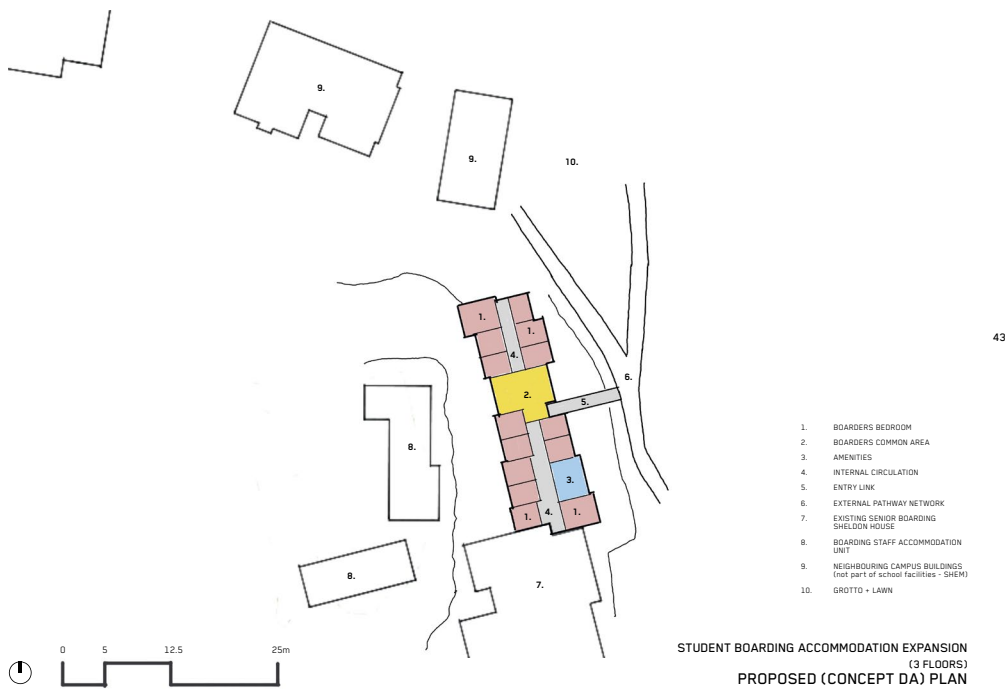 9.
9.
10.
1.
1.
4.
43
6.
2.
5.
1. BOARDERS BEDROOM
2. BOARDERS COMMON AREA
3. AMENITIES
4. INTERNAL CIRCULATION
5. ENTRY LINK
6. EXTERNAL PATHWAY NETWORK
7. EXISTING SENIOR BOARDING
SHELDON HOUSE
8. BOARDING STAFF ACCOMMODATION
UNIT
9. NEIGHBOURING CAMPUS BUILDINGS
(not part of school facilities - SHEM)
10. GROTTO + LAWN
8.
3.
1.
4.
1.
8.
7.
0 5 12.5 25m
STUDENT BOARDING ACCOMMODATION EXPANSION
(3 FLOORS)
PROPOSED (CONCEPT DA) PLAN